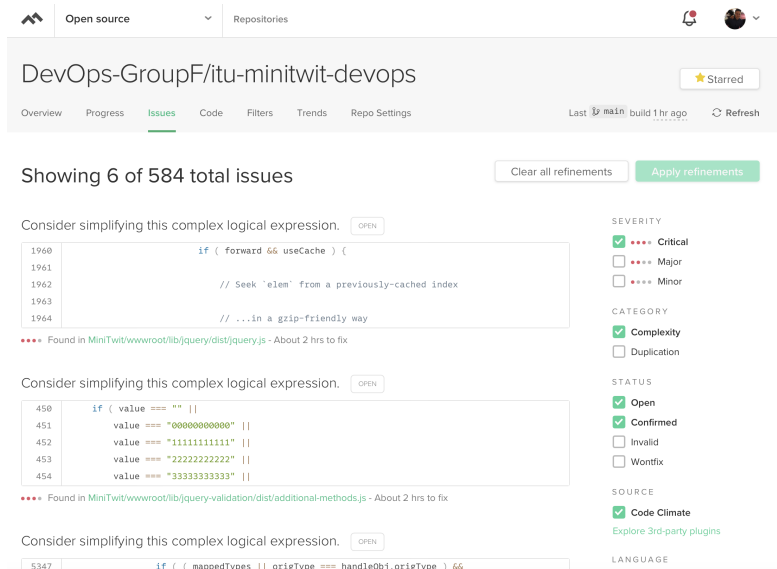 Open source
Repositories
DevOps-GroupF/itu-minitwit-devops
Starred
Overview Progress Issues Code Filters Trends Repo Settings Last main build 1 hr ago Refresh
Showing 6 of 584 total issues Clear all refinements Apply refinements
Consider simplifying this complex logical expression. OPEN
1960 if ( forward && useCache ) {
1961
1962 // Seek `elem` from a previously-cached index
1963
1964 // ...in a gzip-friendly way
Found in MiniTwit/wwwroot/lib/jquery/dist/jquery.js - About 2 hrs to fix
Consider simplifying this complex logical expression. OPEN
450 if ( value === "" ||
451 value === "00000000000" ||
452 value === "11111111111" ||
453 value === "22222222222" ||
454 value === "33333333333" ||
Found in MiniTwit/wwwroot/lib/jquery-validation/dist/additional-methods.js - About 2 hrs to fix
Consider simplifying this complex logical expression. OPEN
5347 if ( ( mappedTypes || origType === handleObj.origType ) &&
SEVERITY
Critical
Major
Minor
CATEGORY
Complexity
Duplication
STATUS
Open
Confirmed
Invalid
Wontfix
SOURCE
Code Climate
Explore 3rd-party plugins
LANGUAGE